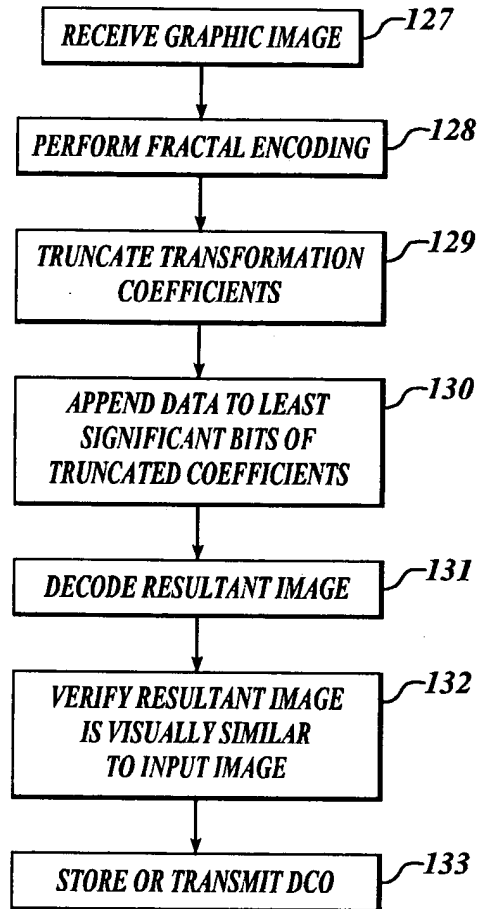 RECEIVE GRAPHIC IMAGE
127
PERFORM FRACTAL ENCODING
128
TRUNCATE TRANSFORMATION
COEFFICIENTS
129
APPEND DATA TO LEAST
SIGNIFICANT BITS OF
TRUNCATED COEFFICIENTS
130
DECODE RESULTANT IMAGE
131
VERIFY RESULTANT IMAGE
IS VISUALLY SIMILAR
TO INPUT IMAGE
132
STORE OR TRANSMIT DCO
133